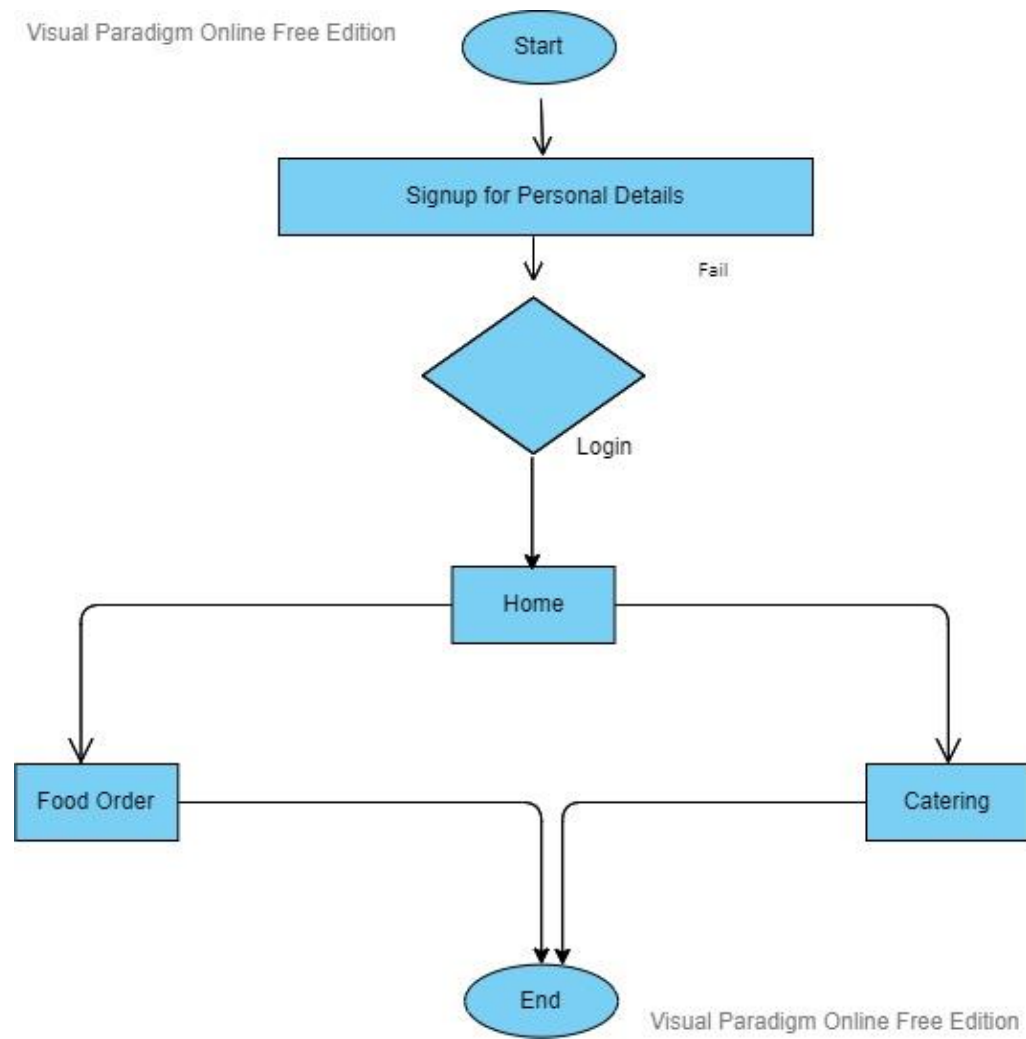 Visual Paradigm Online Free Edition
Start
Signup for Personal Details
Fail
Login
Home
Food Order
Catering
End
Visual Paradigm Online Free Edition